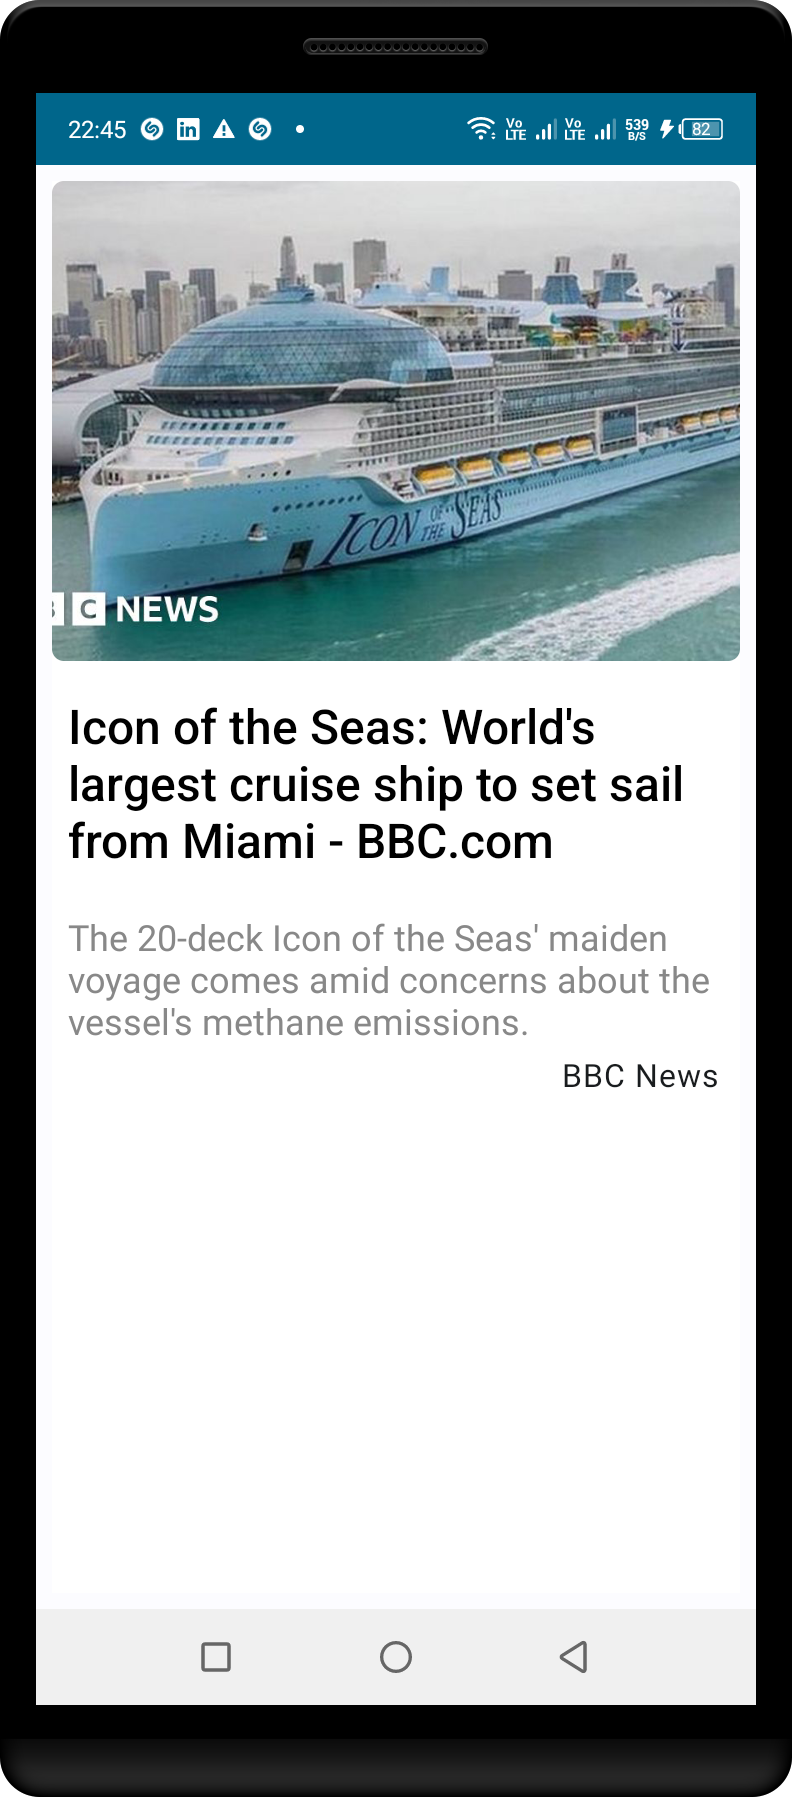 22:45 in Vo LTE Vo LTE 539 B/S 82
ICON OF THE SEAS
C NEWS
Icon of the Seas: World's
largest cruise ship to set sail
from Miami - BBC.com
The 20-deck Icon of the Seas' maiden
voyage comes amid concerns about the
vessel's methane emissions.
BBC News